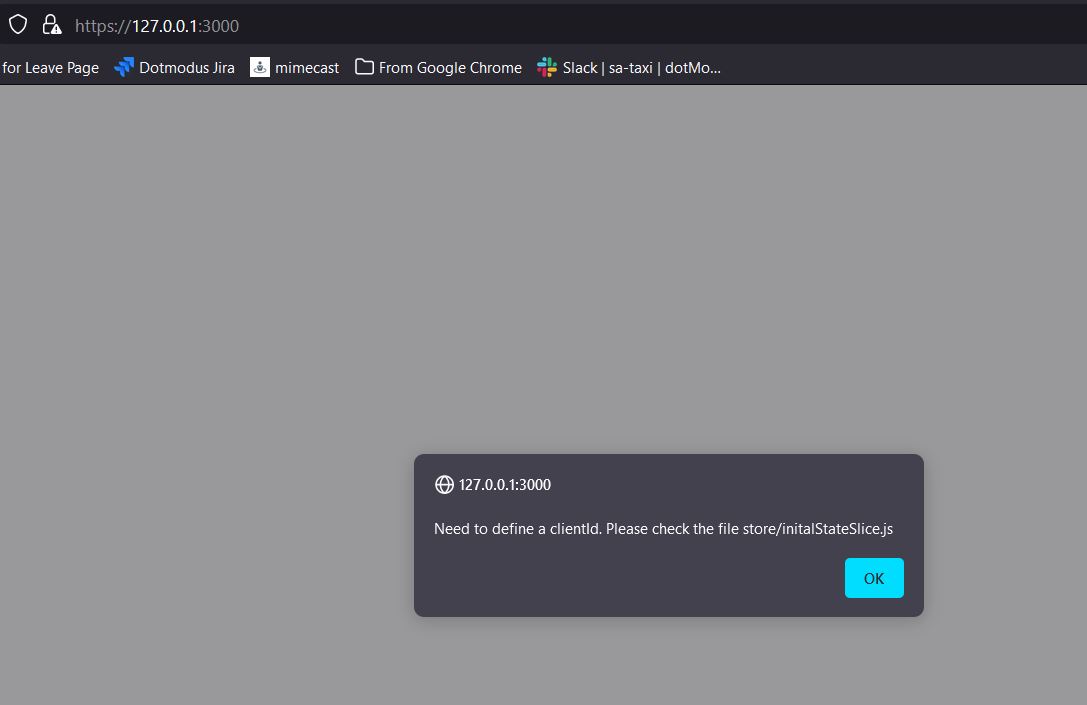 https://127.0.0.1:3000
for Leave Page Dotmodus Jira mimecast From Google Chrome Slack | sa-taxi | dotMo...
127.0.0.1:3000
Need to define a clientId. Please check the file store/initalStateSlice.js
OK